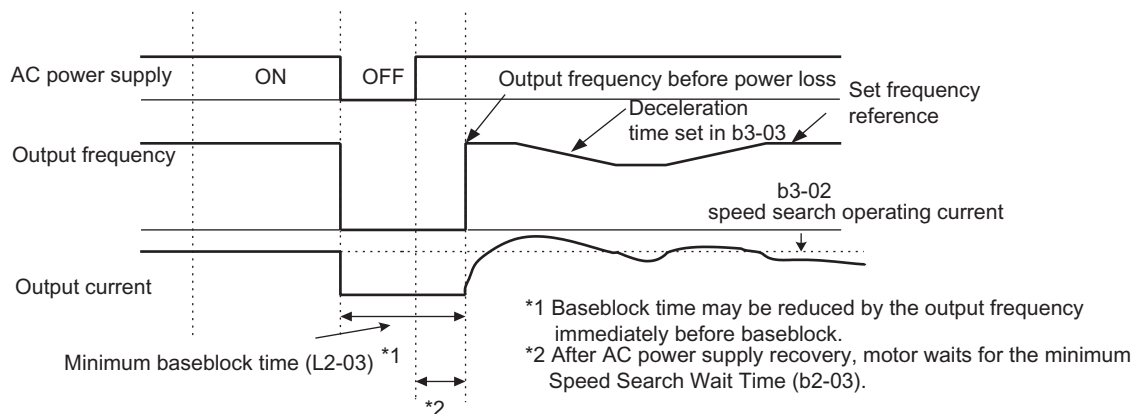 AC power supply
ON
OFF
Output frequency before power loss
Deceleration
time set in b3-03
Set frequency
reference
Output frequency
b3-02
speed search operating current
Output current
*1 Baseblock time may be reduced by the output frequency
immediately before baseblock.
Minimum baseblock time (L2-03) *1
*2 After AC power supply recovery, motor waits for the minimum
Speed Search Wait Time (b2-03).
*2